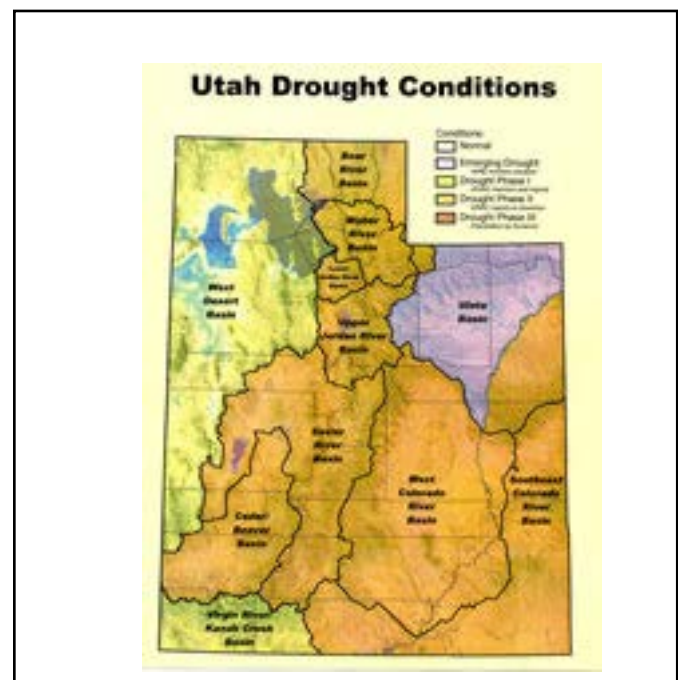 Utah Drought Conditions
Conditions:
Normal
Emerging Drought
Drought Phase I
Drought Phase II
Drought Phase III
Bear
River
Basin
Weber
River
Basin
West
Desert
Basin
Uinta
Basin
Upper
Jordan River
Basin
Sevier
River
Basin
West
Colorado
River
Basin
Southeast
Colorado
River
Basin
Cedar/
Beaver
Basin
Virgin River
Kanab Creek
Basin